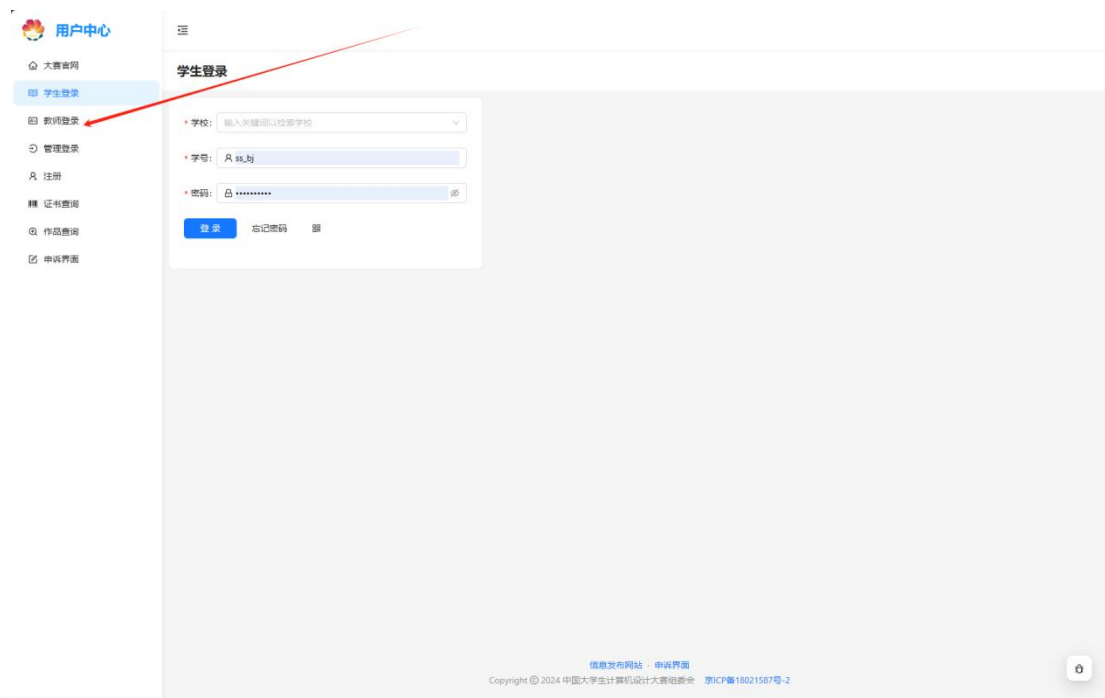 用户中心
大赛官网
学生登录
教师登录
管理登录
注册
证书查询
作品查询
申诉界面
学生登录
* 学校: 输入关键词以检索学校
* 学号: ss_bj
* 密码: ••••••••••
登 录 忘记密码
信息发布网站 · 申诉界面
Copyright © 2024 中国大学生计算机设计大赛组委会 京ICP备18021587号-2